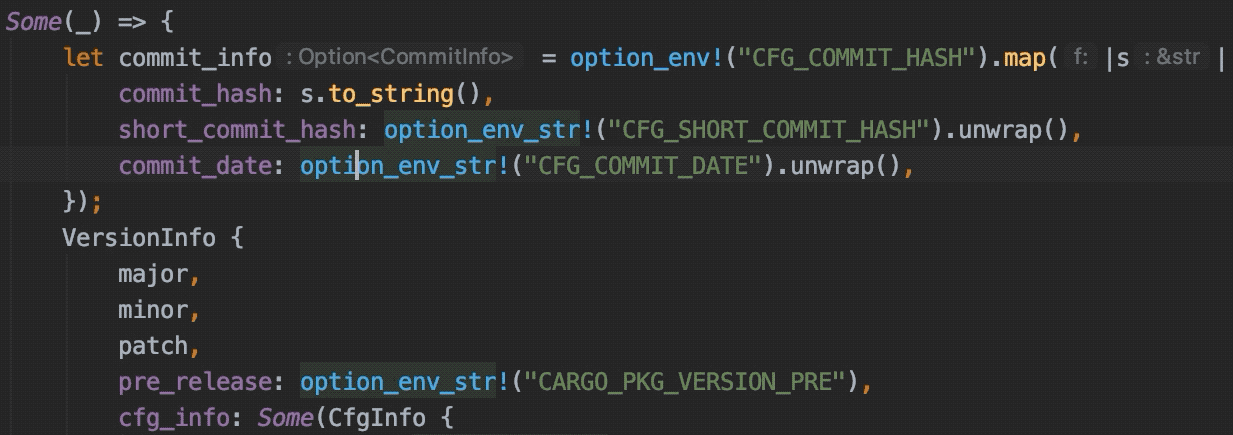 Some(_) => {
let commit_info : Option<CommitInfo> = option_env!("CFG_COMMIT_HASH").map( f: |s : &str |
commit_hash: s.to_string(),
short_commit_hash: option_env_str!("CFG_SHORT_COMMIT_HASH").unwrap(),
commit_date: option_env_str!("CFG_COMMIT_DATE").unwrap(),
});
VersionInfo {
major,
minor,
patch,
pre_release: option_env_str!("CARGO_PKG_VERSION_PRE"),
cfg_info: Some(CfgInfo {